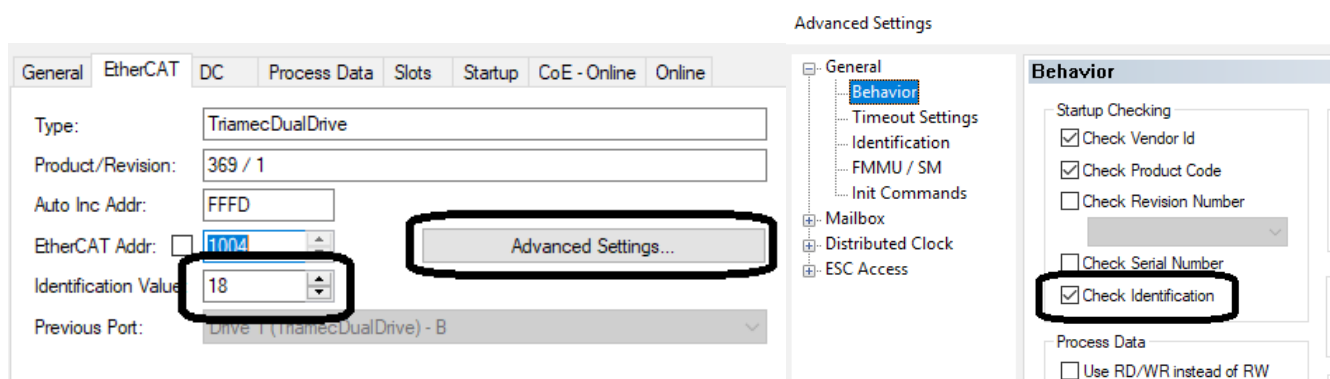 General EtherCAT DC Process Data Slots Startup CoE - Online Online
Type: TriamecDualDrive
Product/Revision: 369 / 1
Auto Inc Addr: FFFD
EtherCAT Addr: 1004 Advanced Settings...
Identification Value 18
Previous Port: Drive 1 (TriamecDualDrive) - B
Advanced Settings
General
Behavior
Timeout Settings
Identification
FMMU / SM
Init Commands
Mailbox
Distributed Clock
ESC Access
Behavior
Startup Checking
Check Vendor Id
Check Product Code
Check Revision Number
Check Serial Number
Check Identification
Process Data
Use RD/WR instead of RW